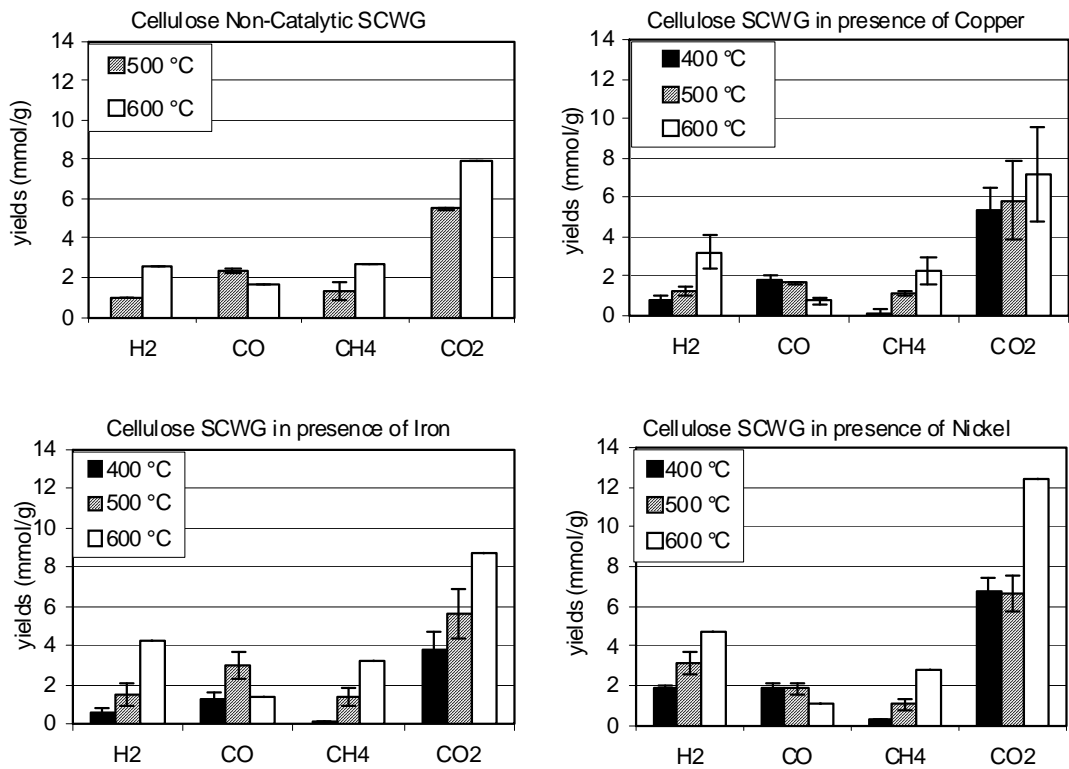 Cellulose Non-Catalytic SCWG
14
12
10
8
6
4
2
0
yields (mmol/g)
500 °C
600 °C
H2 CO CH4 CO2
Cellulose SCWG in presence of Copper
14
12
10
8
6
4
2
0
yields (mmol/g)
400 °C
500 °C
600 °C
H2 CO CH4 CO2
Cellulose SCWG in presence of Iron
14
12
10
8
6
4
2
0
yields (mmol/g)
400 °C
500 °C
600 °C
H2 CO CH4 CO2
Cellulose SCWG in presence of Nickel
14
12
10
8
6
4
2
0
yields (mmol/g)
400 °C
500 °C
600 °C
H2 CO CH4 CO2